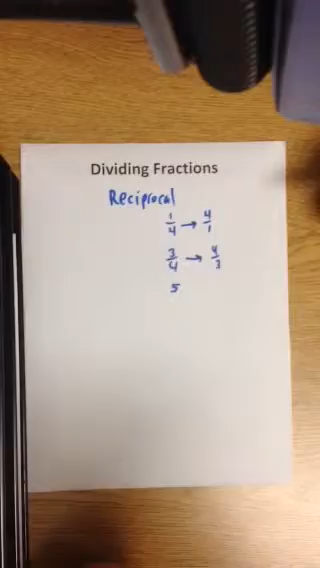 Dividing Fractions
Reciprocal
1/4 → 4/1
3/4 → 4/3
5